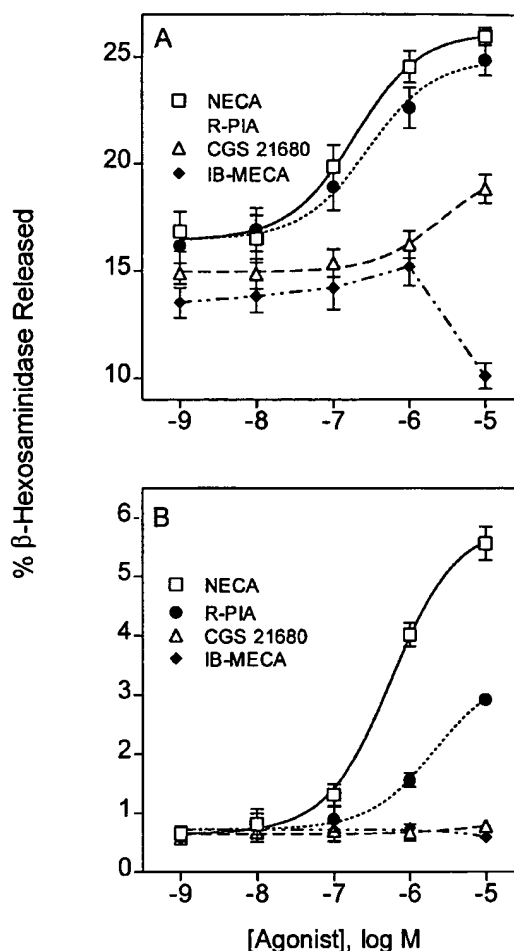 % β-Hexosaminidase Released
A
25
20
15
10
NECA
R-PIA
CGS 21680
IB-MECA
-9 -8 -7 -6 -5
B
6
5
4
3
2
1
0
NECA
R-PIA
CGS 21680
IB-MECA
-9 -8 -7 -6 -5
[Agonist], log M